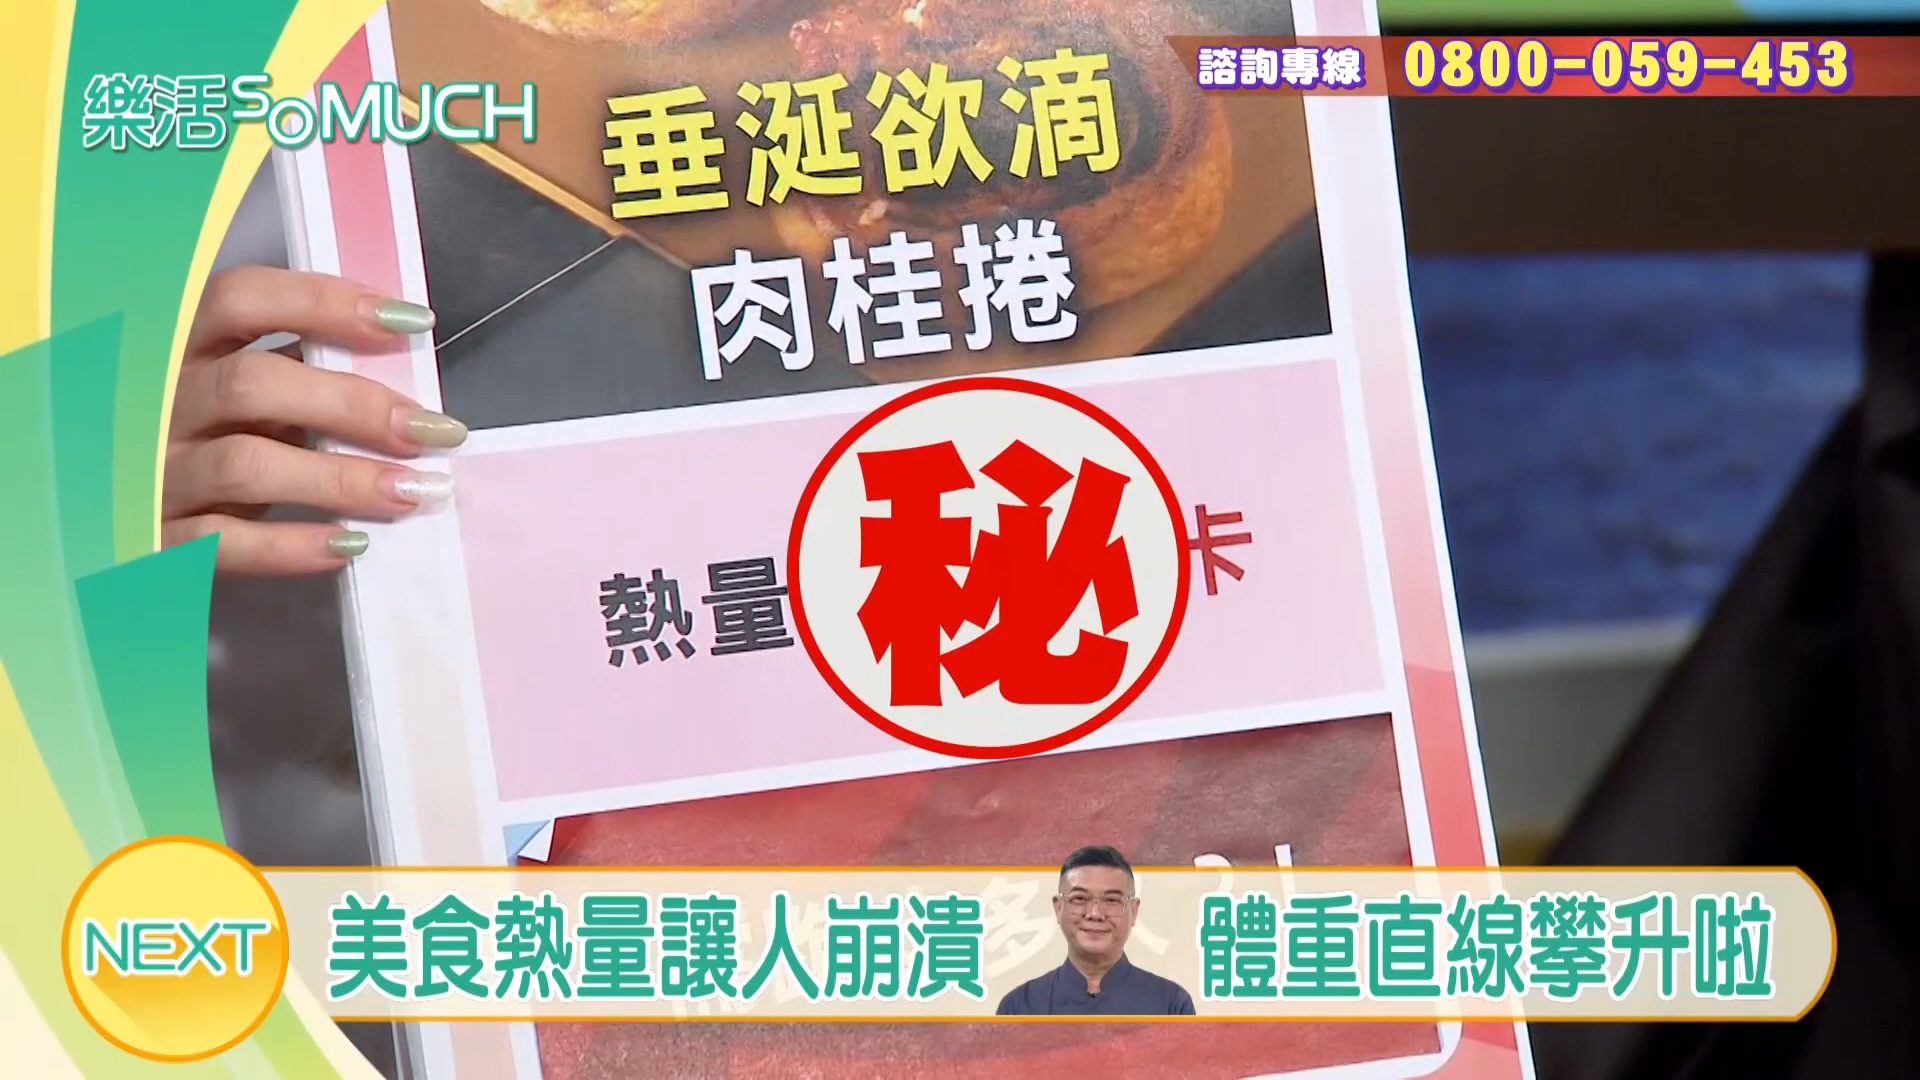 樂活SOMUCH
諮詢專線 0800-059-453
垂涎欲滴
肉桂捲
熱量 秘 卡
多
NEXT 美食熱量讓人崩潰 體重直線攀升啦